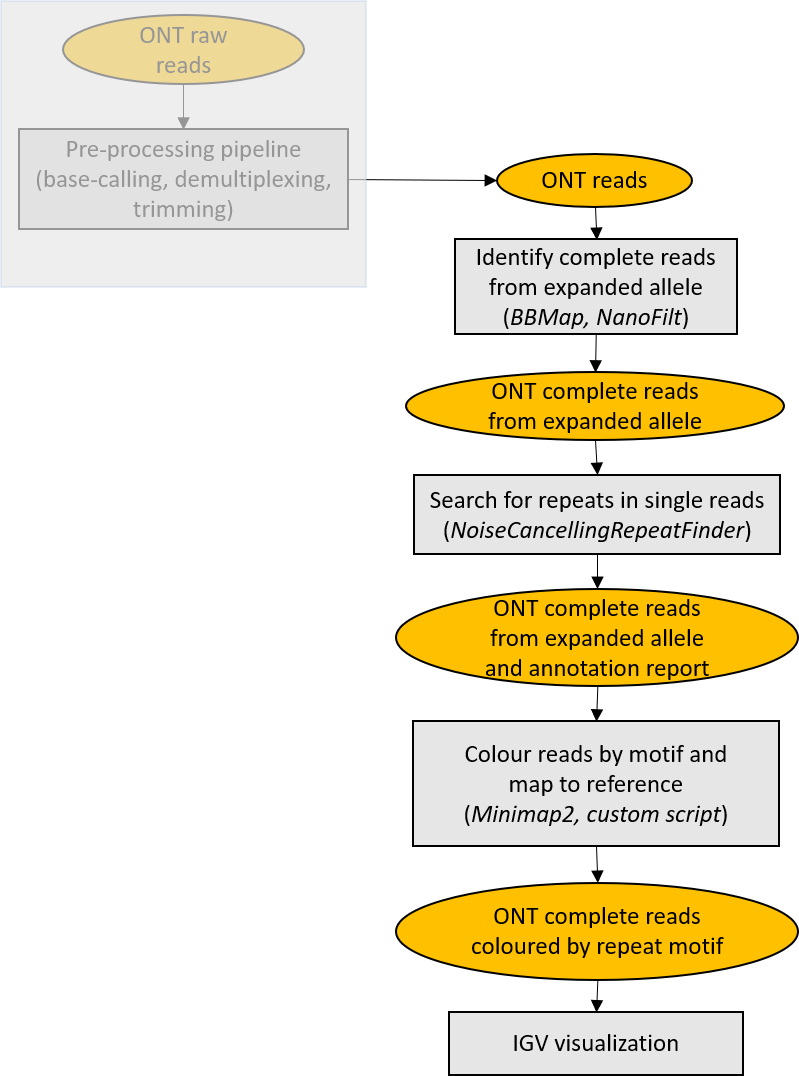 ONT raw
reads
Pre-processing pipeline
(base-calling, demultiplexing,
trimming)
ONT reads
Identify complete reads
from expanded allele
(BBMap, NanoFilt)
ONT complete reads
from expanded allele
Search for repeats in single reads
(NoiseCancellingRepeatFinder)
ONT complete reads
from expanded allele
and annotation report
Colour reads by motif and
map to reference
(Minimap2, custom script)
ONT complete reads
coloured by repeat motif
IGV visualization